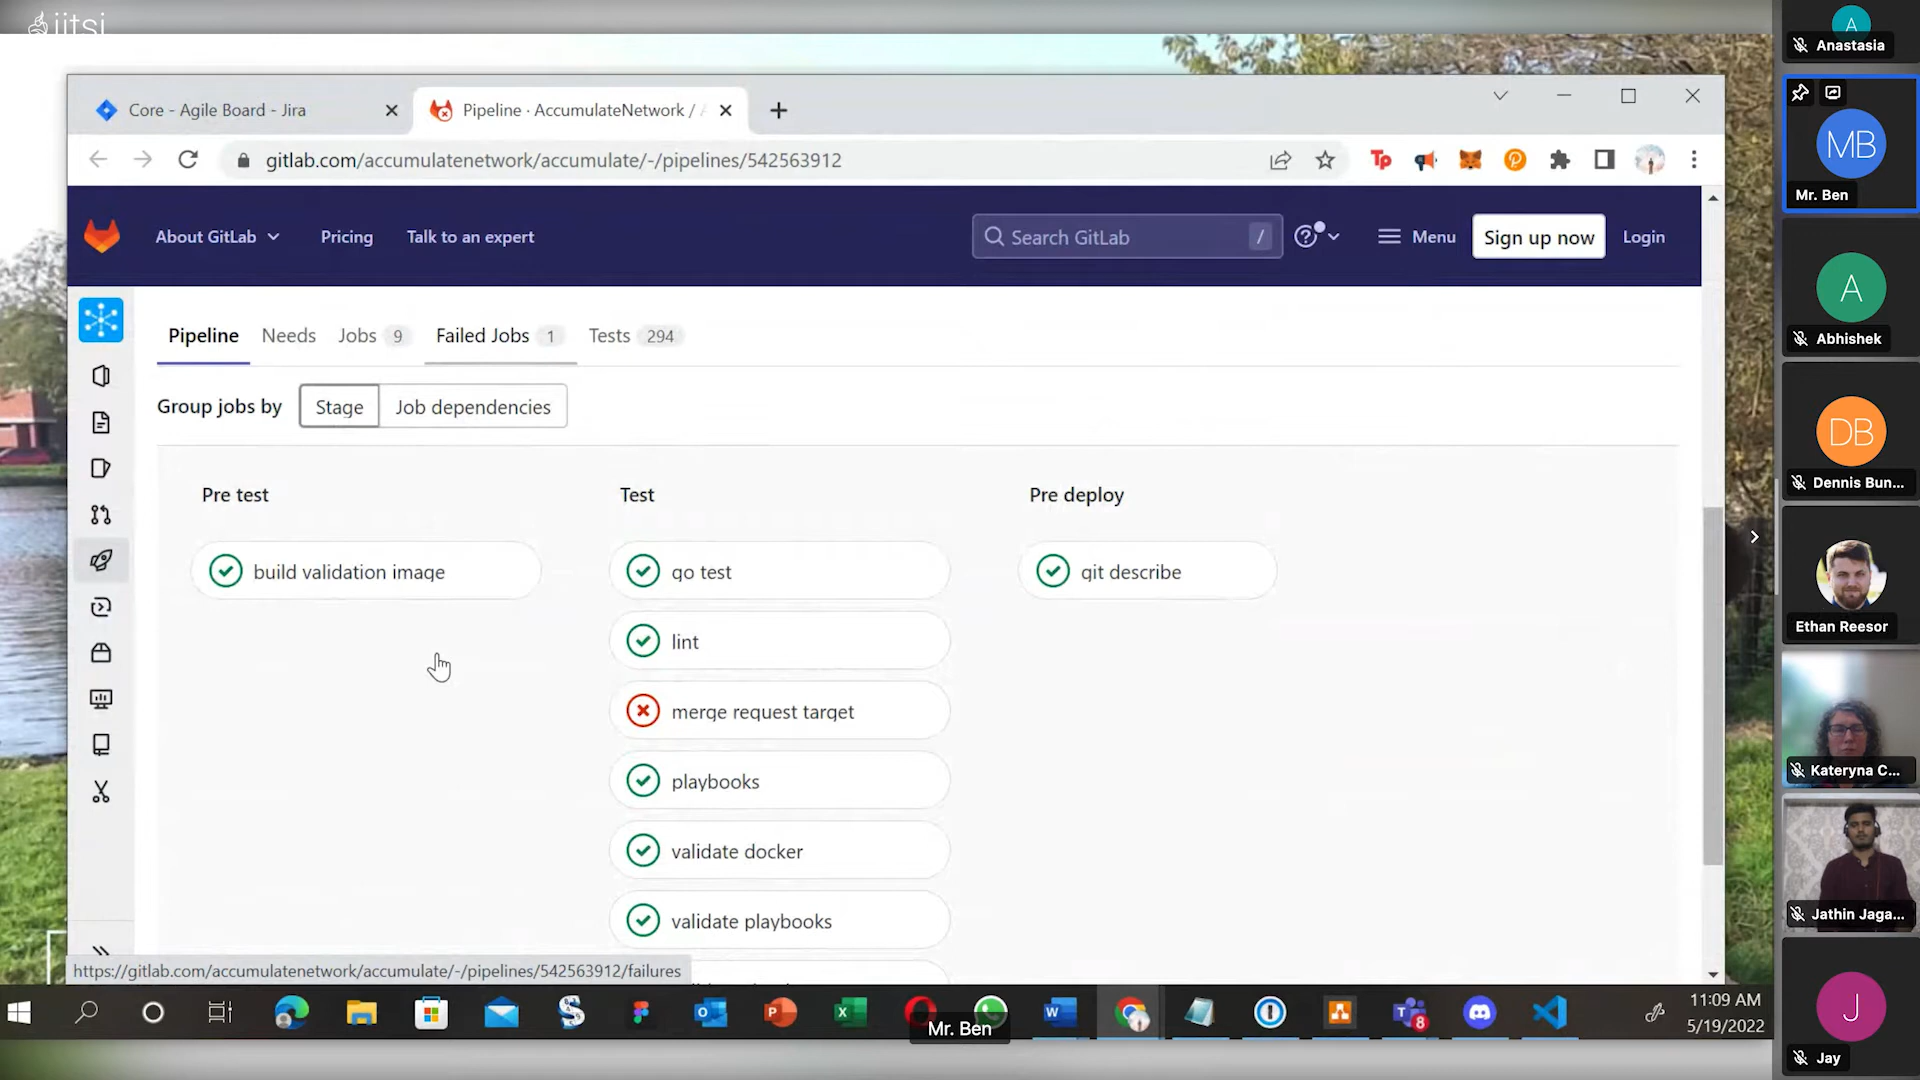 jitsi
A
Anastasia
Core - Agile Board - Jira
Pipeline · AccumulateNetwork /
gitlab.com/accumulatenetwork/accumulate/-/pipelines/542563912
Tp
MB
Mr. Ben
About GitLab
Pricing
Talk to an expert
Search GitLab
/
Menu
Sign up now
Login
Pipeline
Needs
Jobs 9
Failed Jobs 1
Tests 294
A
Abhishek
Group jobs by
Stage
Job dependencies
DB
Dennis Bun...
Pre test
Test
Pre deploy
build validation image
go test
git describe
lint
merge request target
playbooks
validate docker
validate playbooks
Ethan Reesor
Kateryna C...
Jathin Jaga...
https://gitlab.com/accumulatenetwork/accumulate/-/pipelines/542563912/failures
Mr. Ben
8
11:09 AM
5/19/2022
J
Jay